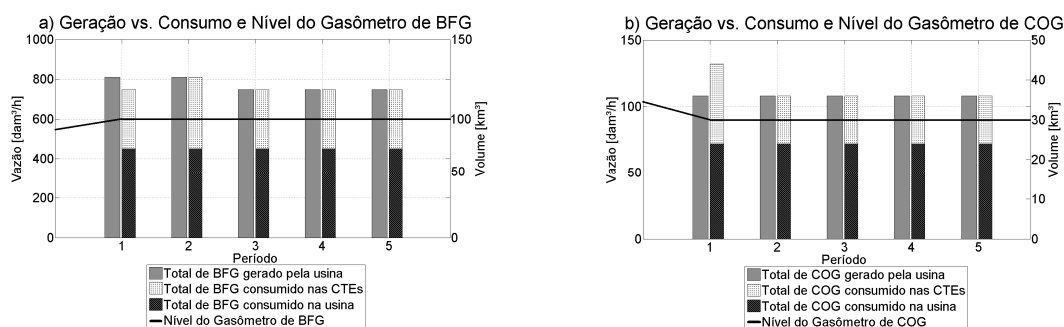 a) Geração vs. Consumo e Nível do Gasômetro de BFG
1000
800
600
400
200
0
Vazão [dam³/h]
150
100
50
0
Volume [km³]
1 2 3 4 5
Período
Total de BFG gerado pela usina
Total de BFG consumido nas CTEs
Total de BFG consumido na usina
Nível do Gasômetro de BFG
b) Geração vs. Consumo e Nível do Gasômetro de COG
150
100
50
0
Vazão [dam³/h]
50
40
30
20
10
0
Volume [km³]
1 2 3 4 5
Período
Total de COG gerado pela usina
Total de COG consumido nas CTEs
Total de COG consumido na usina
Nível do Gasômetro de COG